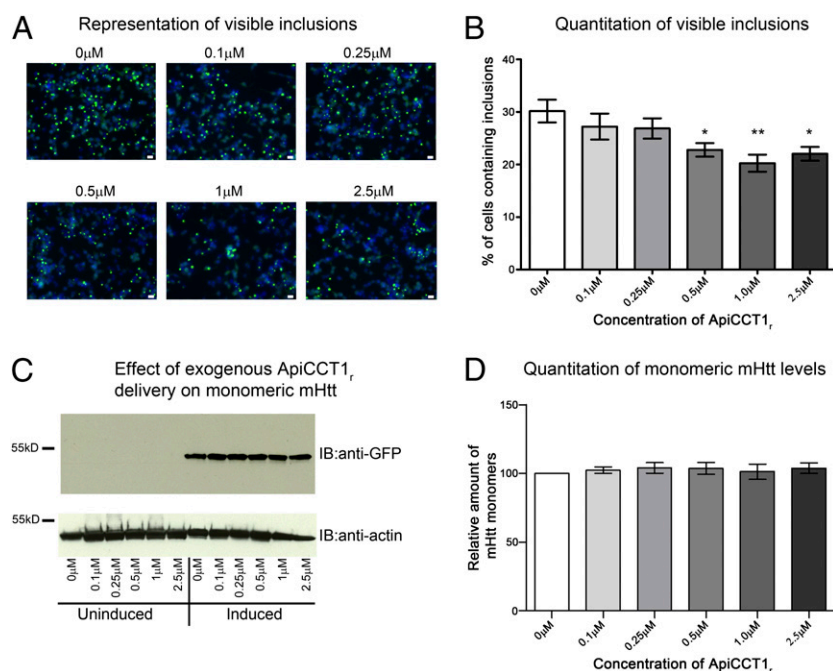 A
Representation of visible inclusions
0μM
0.1μM
0.25μM
0.5μM
1μM
2.5μM
B
Quantitation of visible inclusions
% of cells containing inclusions
40
30
20
10
0
*
**
*
0μM
0.1μM
0.25μM
0.5μM
1.0μM
2.5μM
Concentration of ApiCCT1r
C
Effect of exogenous ApiCCT1r
delivery on monomeric mHtt
55kD
IB:anti-GFP
55kD
IB:anti-actin
0μM
0.1μM
0.25μM
0.5μM
1μM
2.5μM
0μM
0.1μM
0.25μM
0.5μM
1μM
2.5μM
Uninduced
Induced
D
Quantitation of monomeric mHtt levels
Relative amount of
mHtt monomers
150
100
50
0
0μM
0.1μM
0.25μM
0.5μM
1.0μM
2.5μM
Concentration of ApiCCT1r